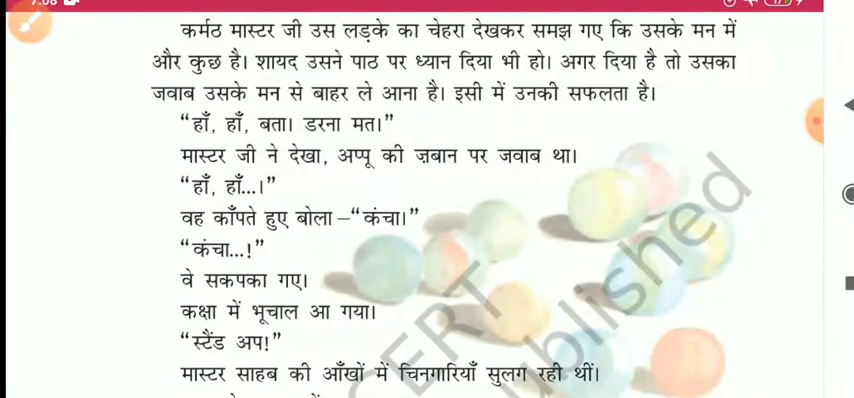 7:08
कर्मठ मास्टर जी उस लड़के का चेहरा देखकर समझ गए कि उसके मन में
और कुछ है। शायद उसने पाठ पर ध्यान दिया भी हो। अगर दिया है तो उसका
जवाब उसके मन से बाहर ले आना है। इसी में उनकी सफलता है।
“हाँ, हाँ, बता। डरना मत।”
मास्टर जी ने देखा, अप्पू की ज़बान पर जवाब था।
“हाँ, हाँ...।”
वह काँपते हुए बोला–“कंचा।”
“कंचा...!”
वे सकपका गए।
कक्षा में भूचाल आ गया।
“स्टैंड अप!”
मास्टर साहब की आँखों में चिनगारियाँ सुलग रही थीं।